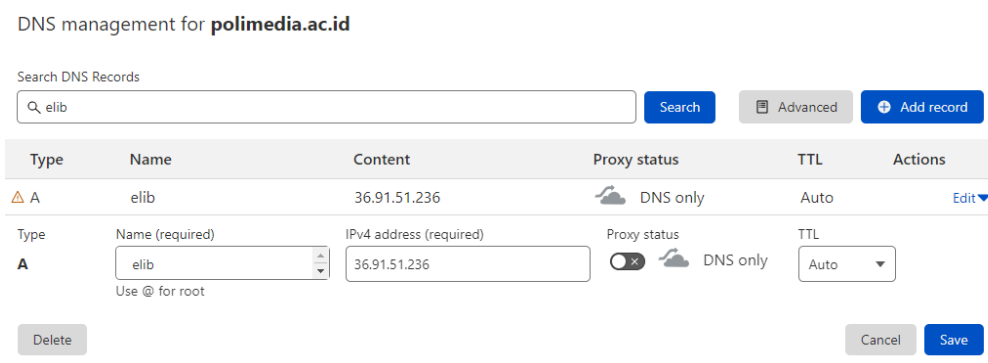 DNS management for polimedia.ac.id
Search DNS Records
elib
Search
Advanced
Add record
Type Name Content Proxy status TTL Actions
A elib 36.91.51.236 DNS only Auto Edit
Type Name (required) IPv4 address (required) Proxy status TTL
A elib 36.91.51.236 DNS only Auto
Use @ for root
Delete Cancel Save